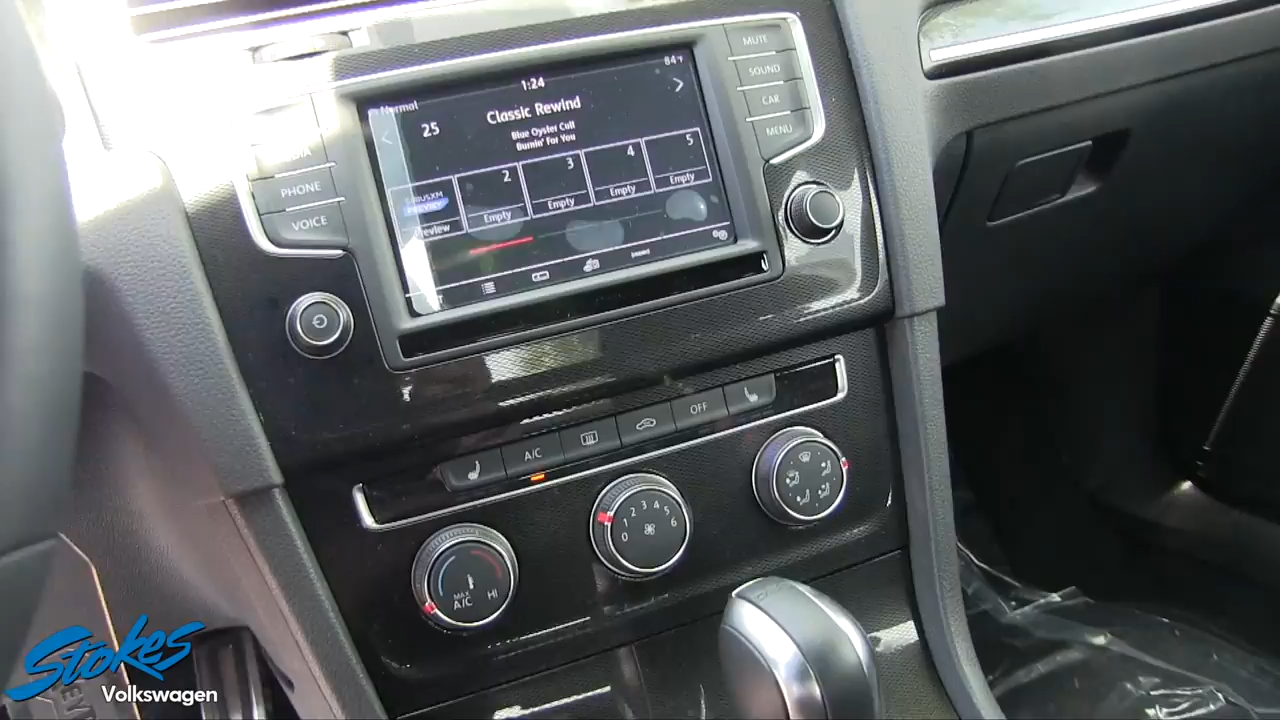 MUTE
SOUND
CAR
MENU
PHONE
VOICE
84°F
1:24
Normal
25
Classic Rewind
Blue Oyster Cult
Burnin' For You
SIRIUSXM
PREVIEW
Preview
2
Empty
3
Empty
4
Empty
5
Empty
A/C
OFF
MAX
A/C
HI
0 1 2 3 4 5 6
Stokes
Volkswagen